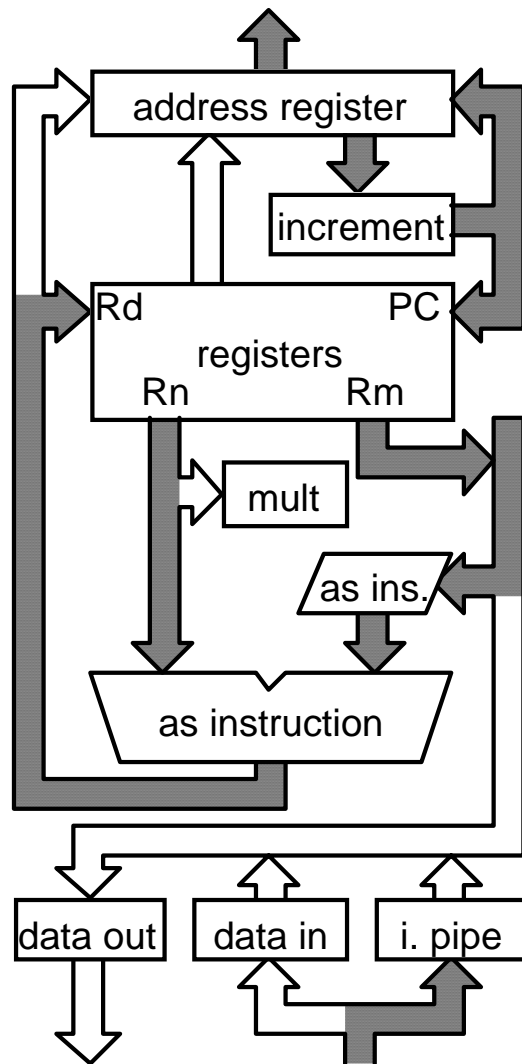 address register
increment
Rd PC
registers
Rn Rm
mult
as ins.
as instruction
data out data in i. pipe